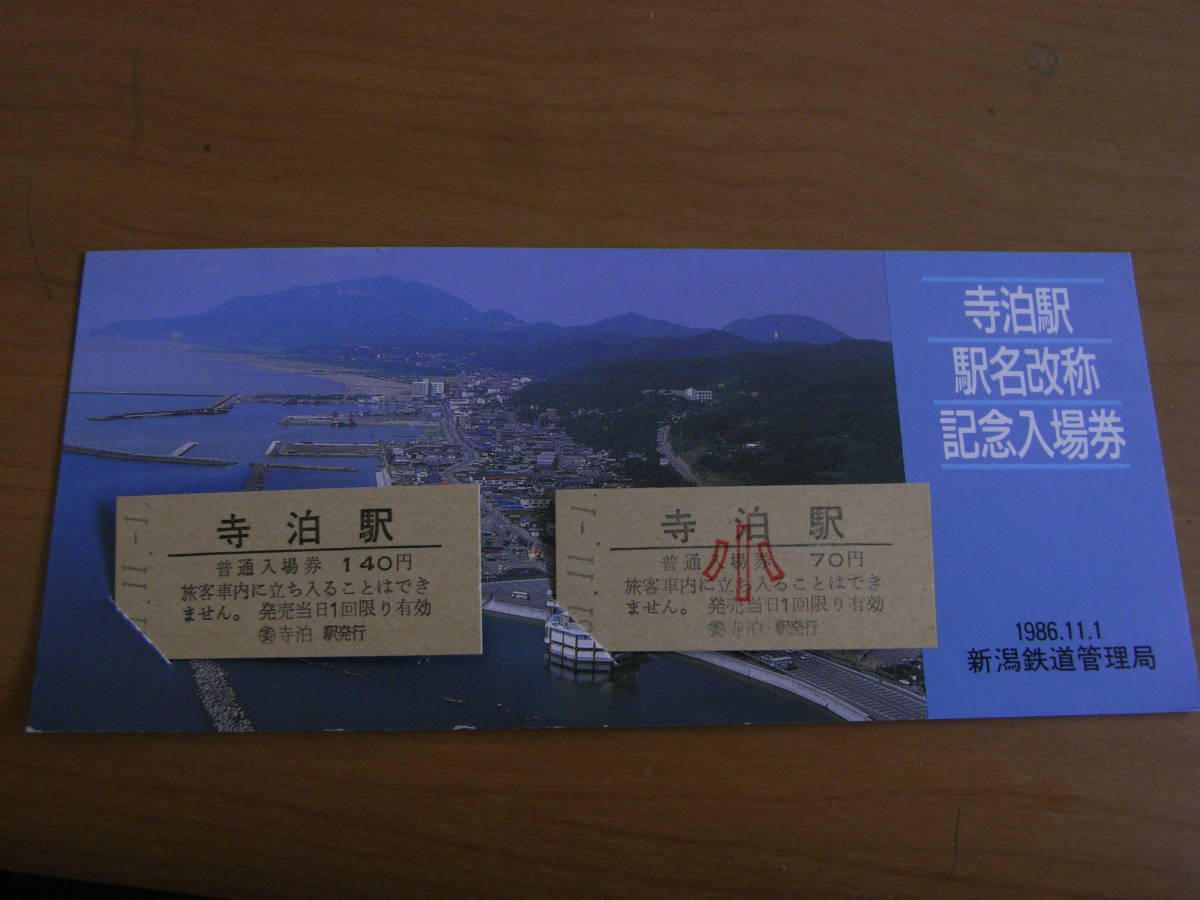 寺泊駅
駅名改称
記念入場券
1986.11.1
新潟鉄道管理局
11.-1
寺泊駅
普通入場券 140円
旅客車内に立ち入ることはでき
ません。 発売当日1回限り有効
㊇寺泊 駅発行
11.-1
寺泊駅
普通入場券 70円
小
旅客車内に立ち入ることはでき
ません。 発売当日1回限り有効
寺泊 駅発行